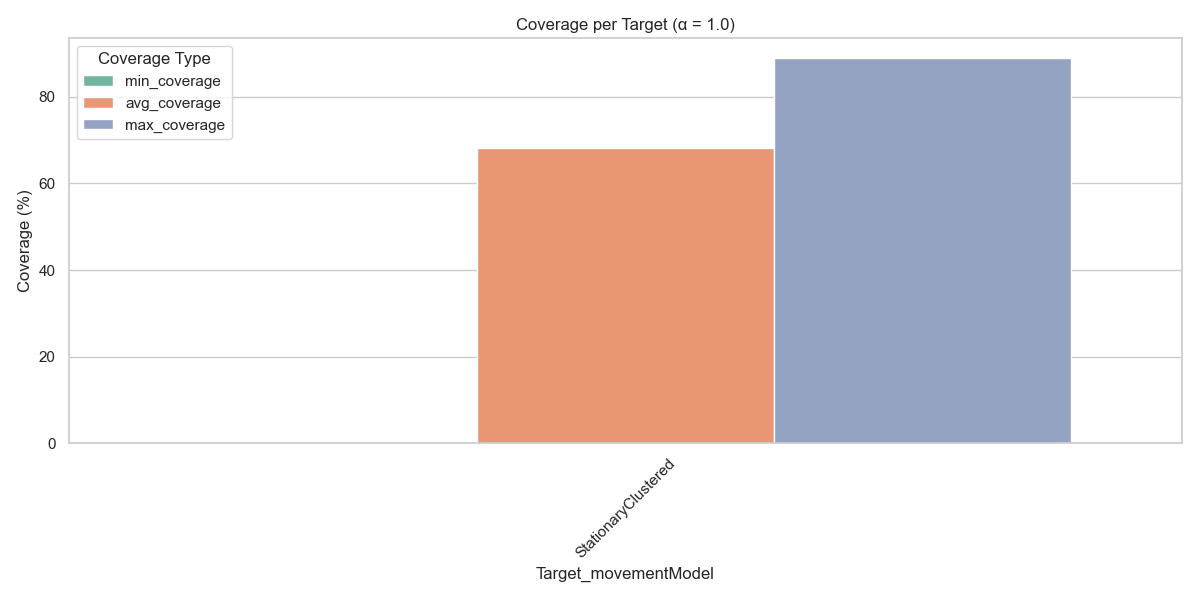 Coverage per Target (α = 1.0)
Coverage Type
min_coverage
avg_coverage
max_coverage
Coverage (%)
80
60
40
20
0
StationaryClustered
Target_movementModel